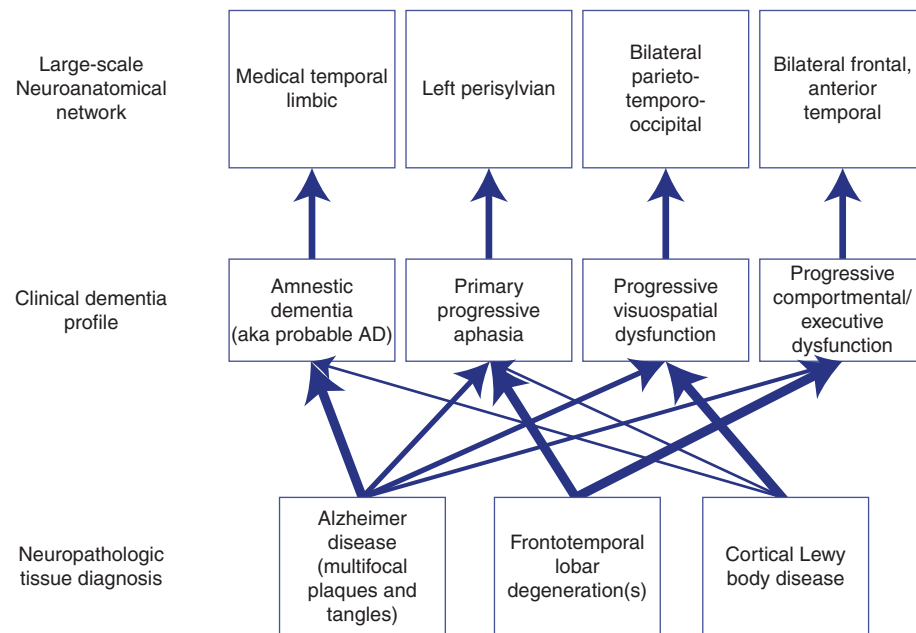 Large-scale
Neuroanatomical
network
Medical temporal
limbic
Left perisylvian
Bilateral
parieto-
temporo-
occipital
Bilateral frontal,
anterior
temporal
Clinical dementia
profile
Amnestic
dementia
(aka probable AD)
Primary
progressive
aphasia
Progressive
visuospatial
dysfunction
Progressive
comportmental/
executive
dysfunction
Neuropathologic
tissue diagnosis
Alzheimer
disease
(multifocal
plaques and
tangles)
Frontotemporal
lobar
degeneration(s)
Cortical Lewy
body disease